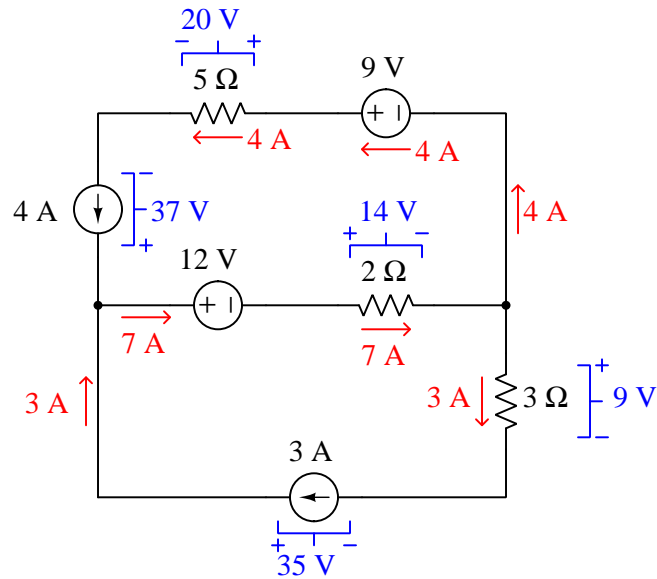 − 20 V +
5 Ω
9 V
+ −
4 A
4 A
4 A
−
37 V
+
4 A
14 V
+ −
12 V
2 Ω
+ −
7 A
7 A
3 A
3 A
3 Ω
+
9 V
−
3 A
+ −
35 V